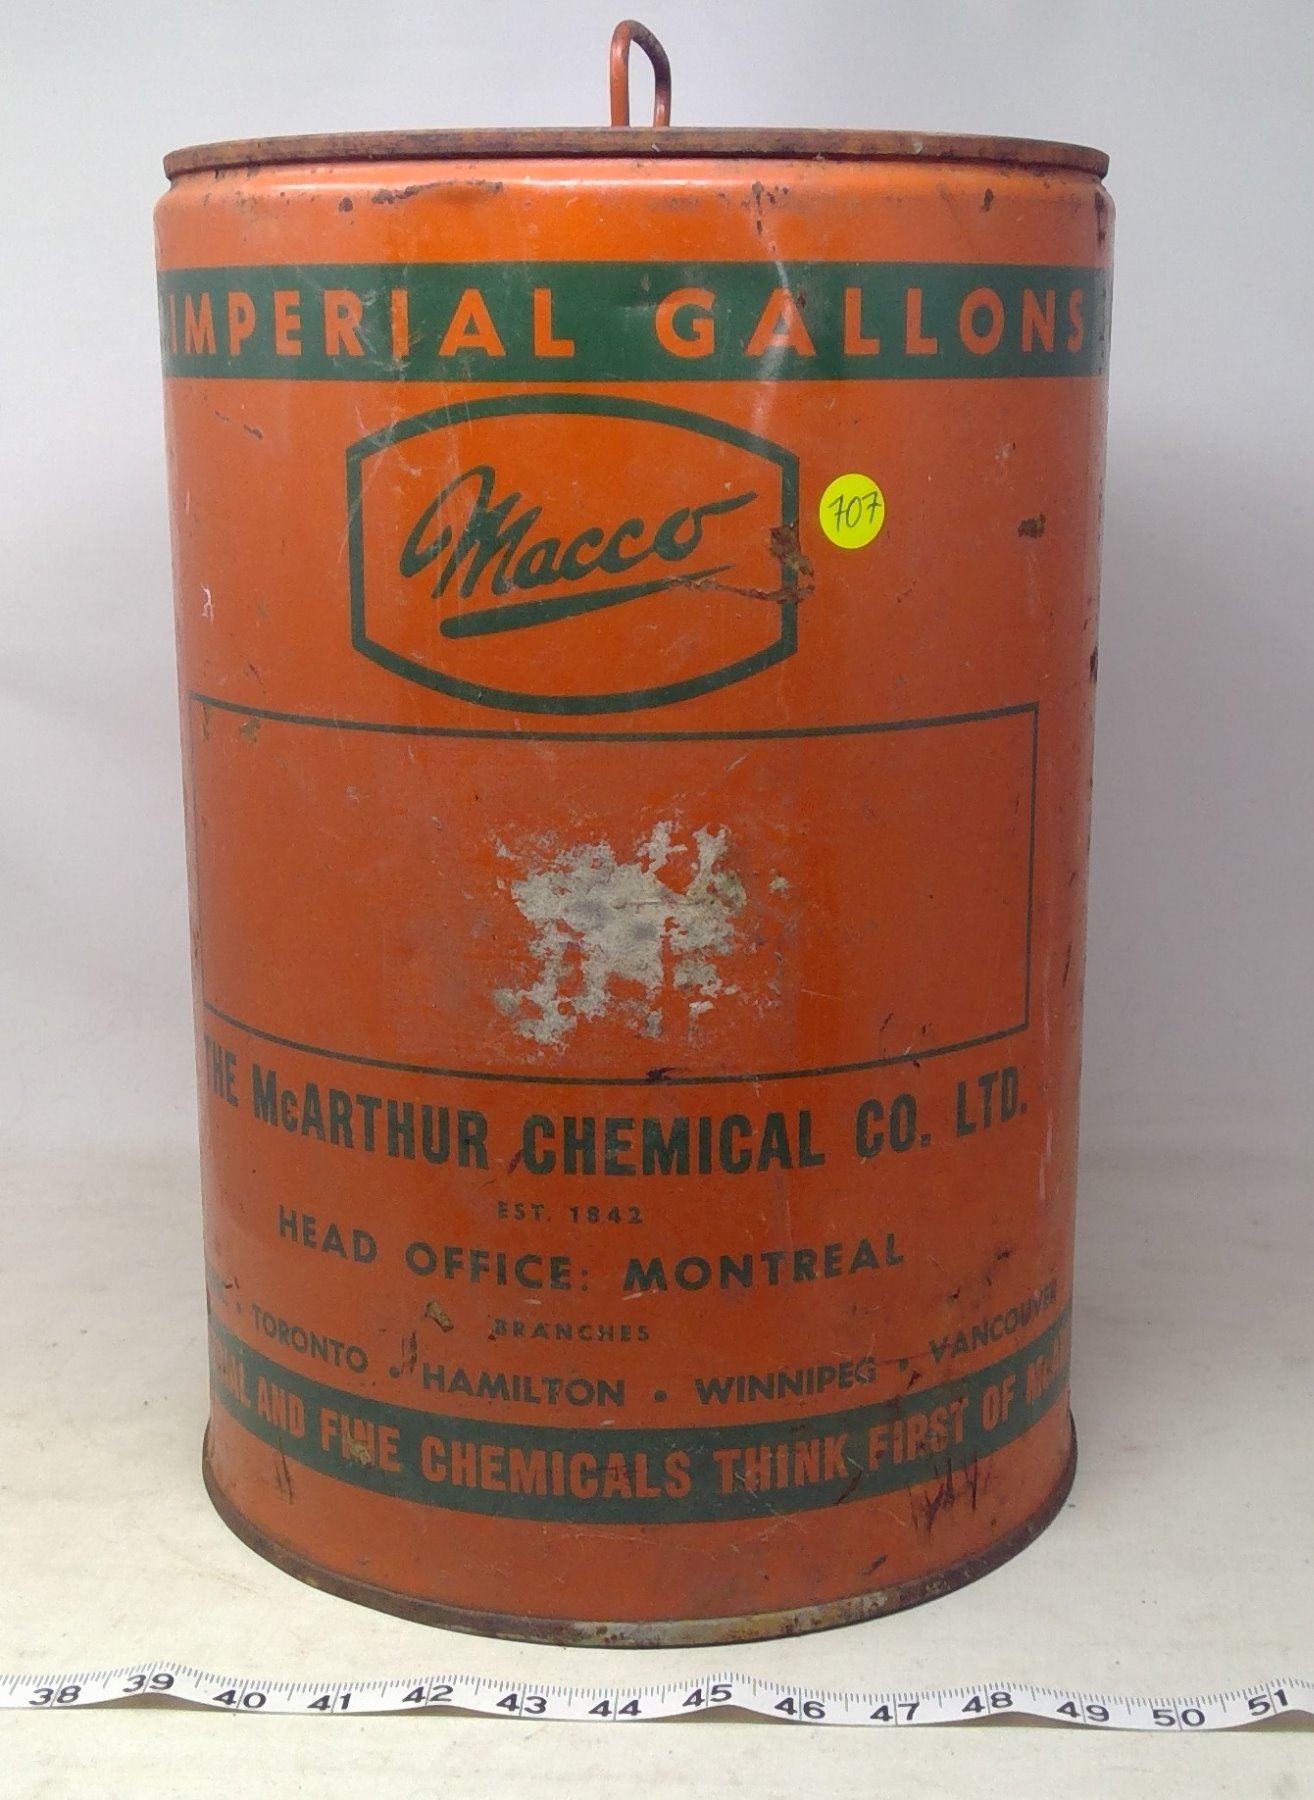 IMPERIAL GALLONS
Macco
707
THE McARTHUR CHEMICAL CO. LTD.
EST. 1842
HEAD OFFICE: MONTREAL
BRANCHES
• TORONTO • HAMILTON • WINNIPEG • VANCOUVER
AND FINE CHEMICALS THINK FIRST OF
38 39 40 41 42 43 44 45 46 47 48 49 50 51